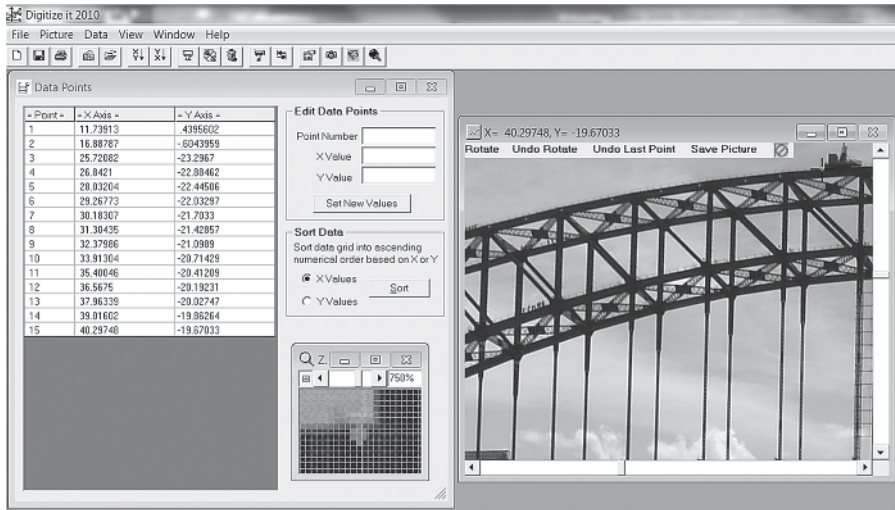 Digitize it 2010
File Picture Data View Window Help
Data Points
- Point - - X Axis - - Y Axis -
1 11.73913 .4395602
2 16.88787 -.6043959
3 25.72082 -23.2967
4 26.8421 -22.88462
5 28.03204 -22.44506
6 29.26773 -22.03297
7 30.18307 -21.7033
8 31.30435 -21.42857
9 32.37986 -21.0989
10 33.91304 -20.71429
11 35.40046 -20.41209
12 36.5675 -20.19231
13 37.96339 -20.02747
14 39.01602 -19.86264
15 40.29748 -19.67033
Edit Data Points
Point Number
X Value
Y Value
Set New Values
Sort Data
Sort data grid into ascending
numerical order based on X or Y
X Values
Y Values
Sort
Z.
750%
X= 40.29748, Y= -19.67033
Rotate Undo Rotate Undo Last Point Save Picture